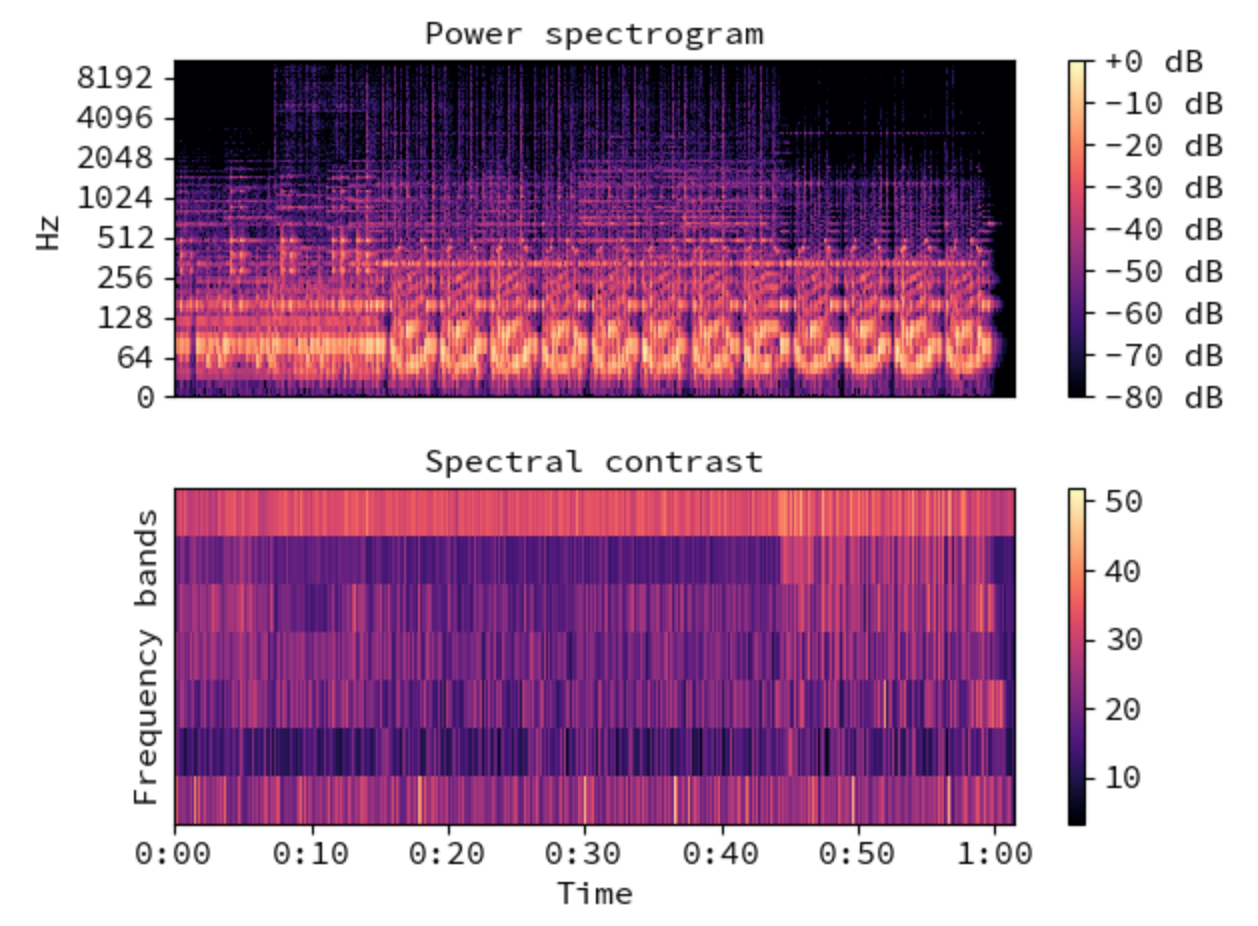 Power spectrogram
8192
4096
2048
1024
512
256
128
64
0
Hz
+0 dB
−10 dB
−20 dB
−30 dB
−40 dB
−50 dB
−60 dB
−70 dB
−80 dB
Spectral contrast
Frequency bands
50
40
30
20
10
0:00 0:10 0:20 0:30 0:40 0:50 1:00
Time